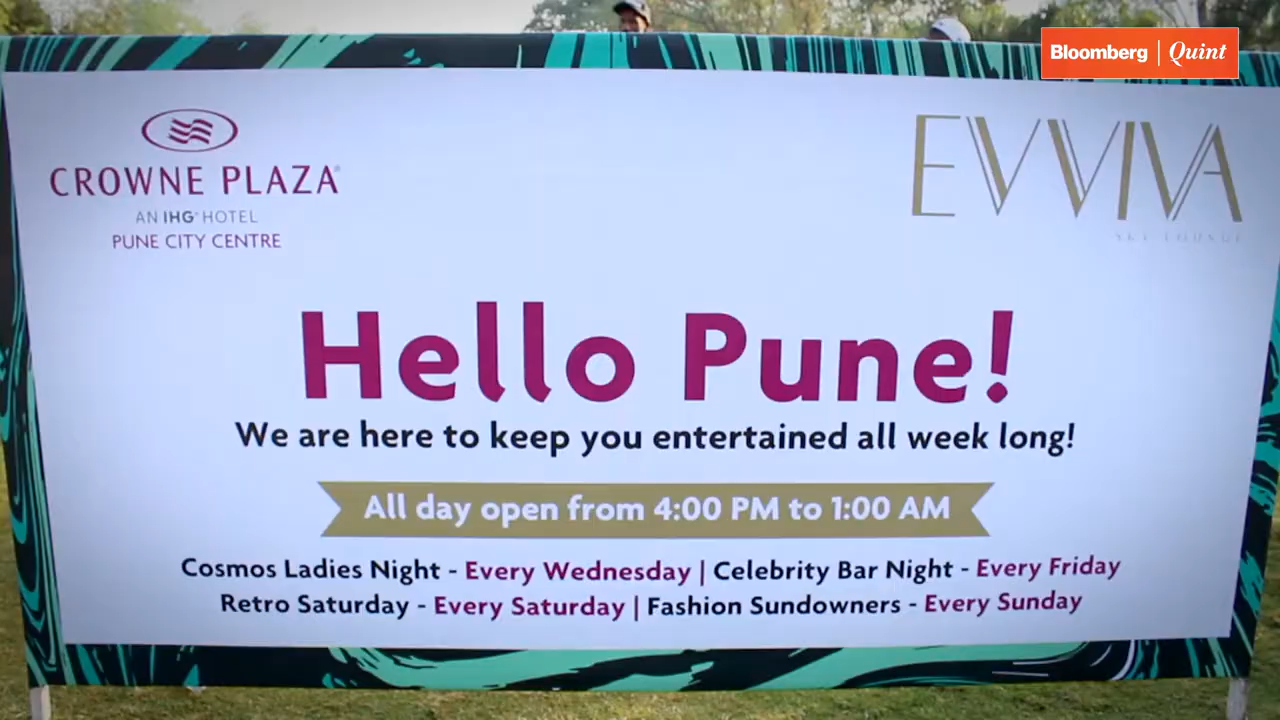 Bloomberg | Quint
CROWNE PLAZA
AN IHG® HOTEL
PUNE CITY CENTRE
EVVIVA
SKY LOUNGE
Hello Pune!
We are here to keep you entertained all week long!
All day open from 4:00 PM to 1:00 AM
Cosmos Ladies Night - Every Wednesday | Celebrity Bar Night - Every Friday
Retro Saturday - Every Saturday | Fashion Sundowners - Every Sunday